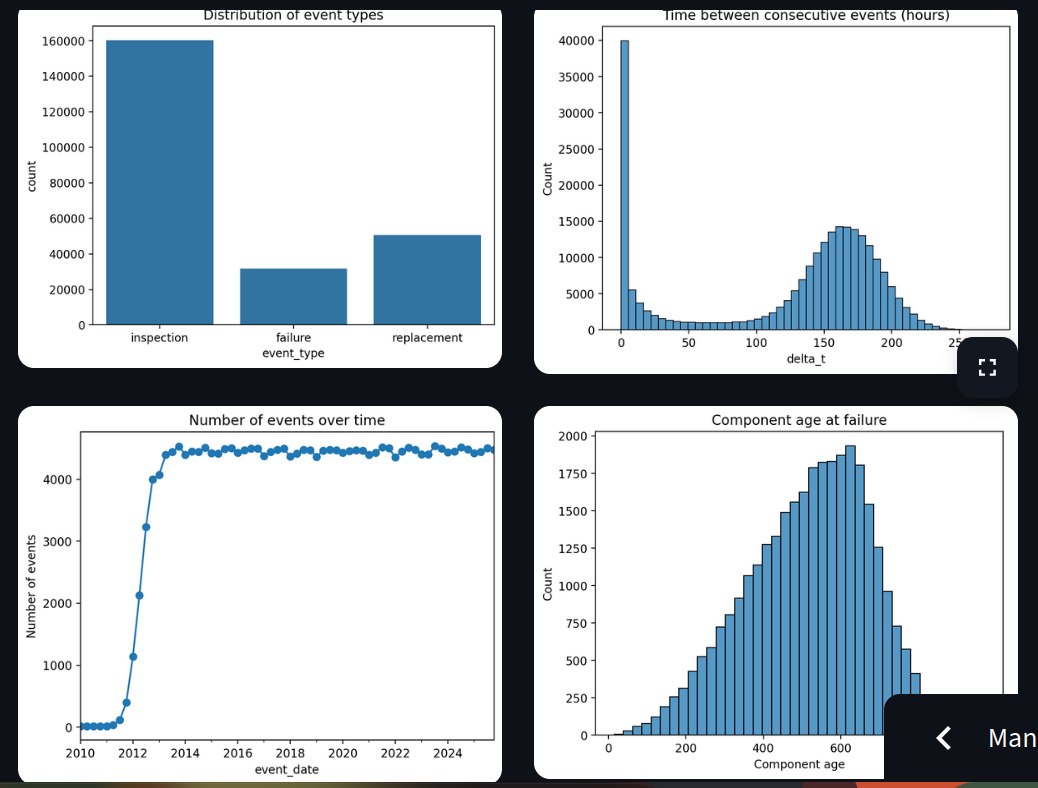 Distribution of event types
160000
140000
120000
100000
80000
60000
40000
20000
0
count
inspection failure replacement
event_type
Time between consecutive events (hours)
40000
35000
30000
25000
20000
15000
10000
5000
0
Count
0 50 100 150 200 25
delta_t
Number of events over time
4000
3000
2000
1000
0
Number of events
2010 2012 2014 2016 2018 2020 2022 2024
event_date
Component age at failure
2000
1750
1500
1250
1000
750
500
250
0
Count
0 200 400 600
Component age
Man